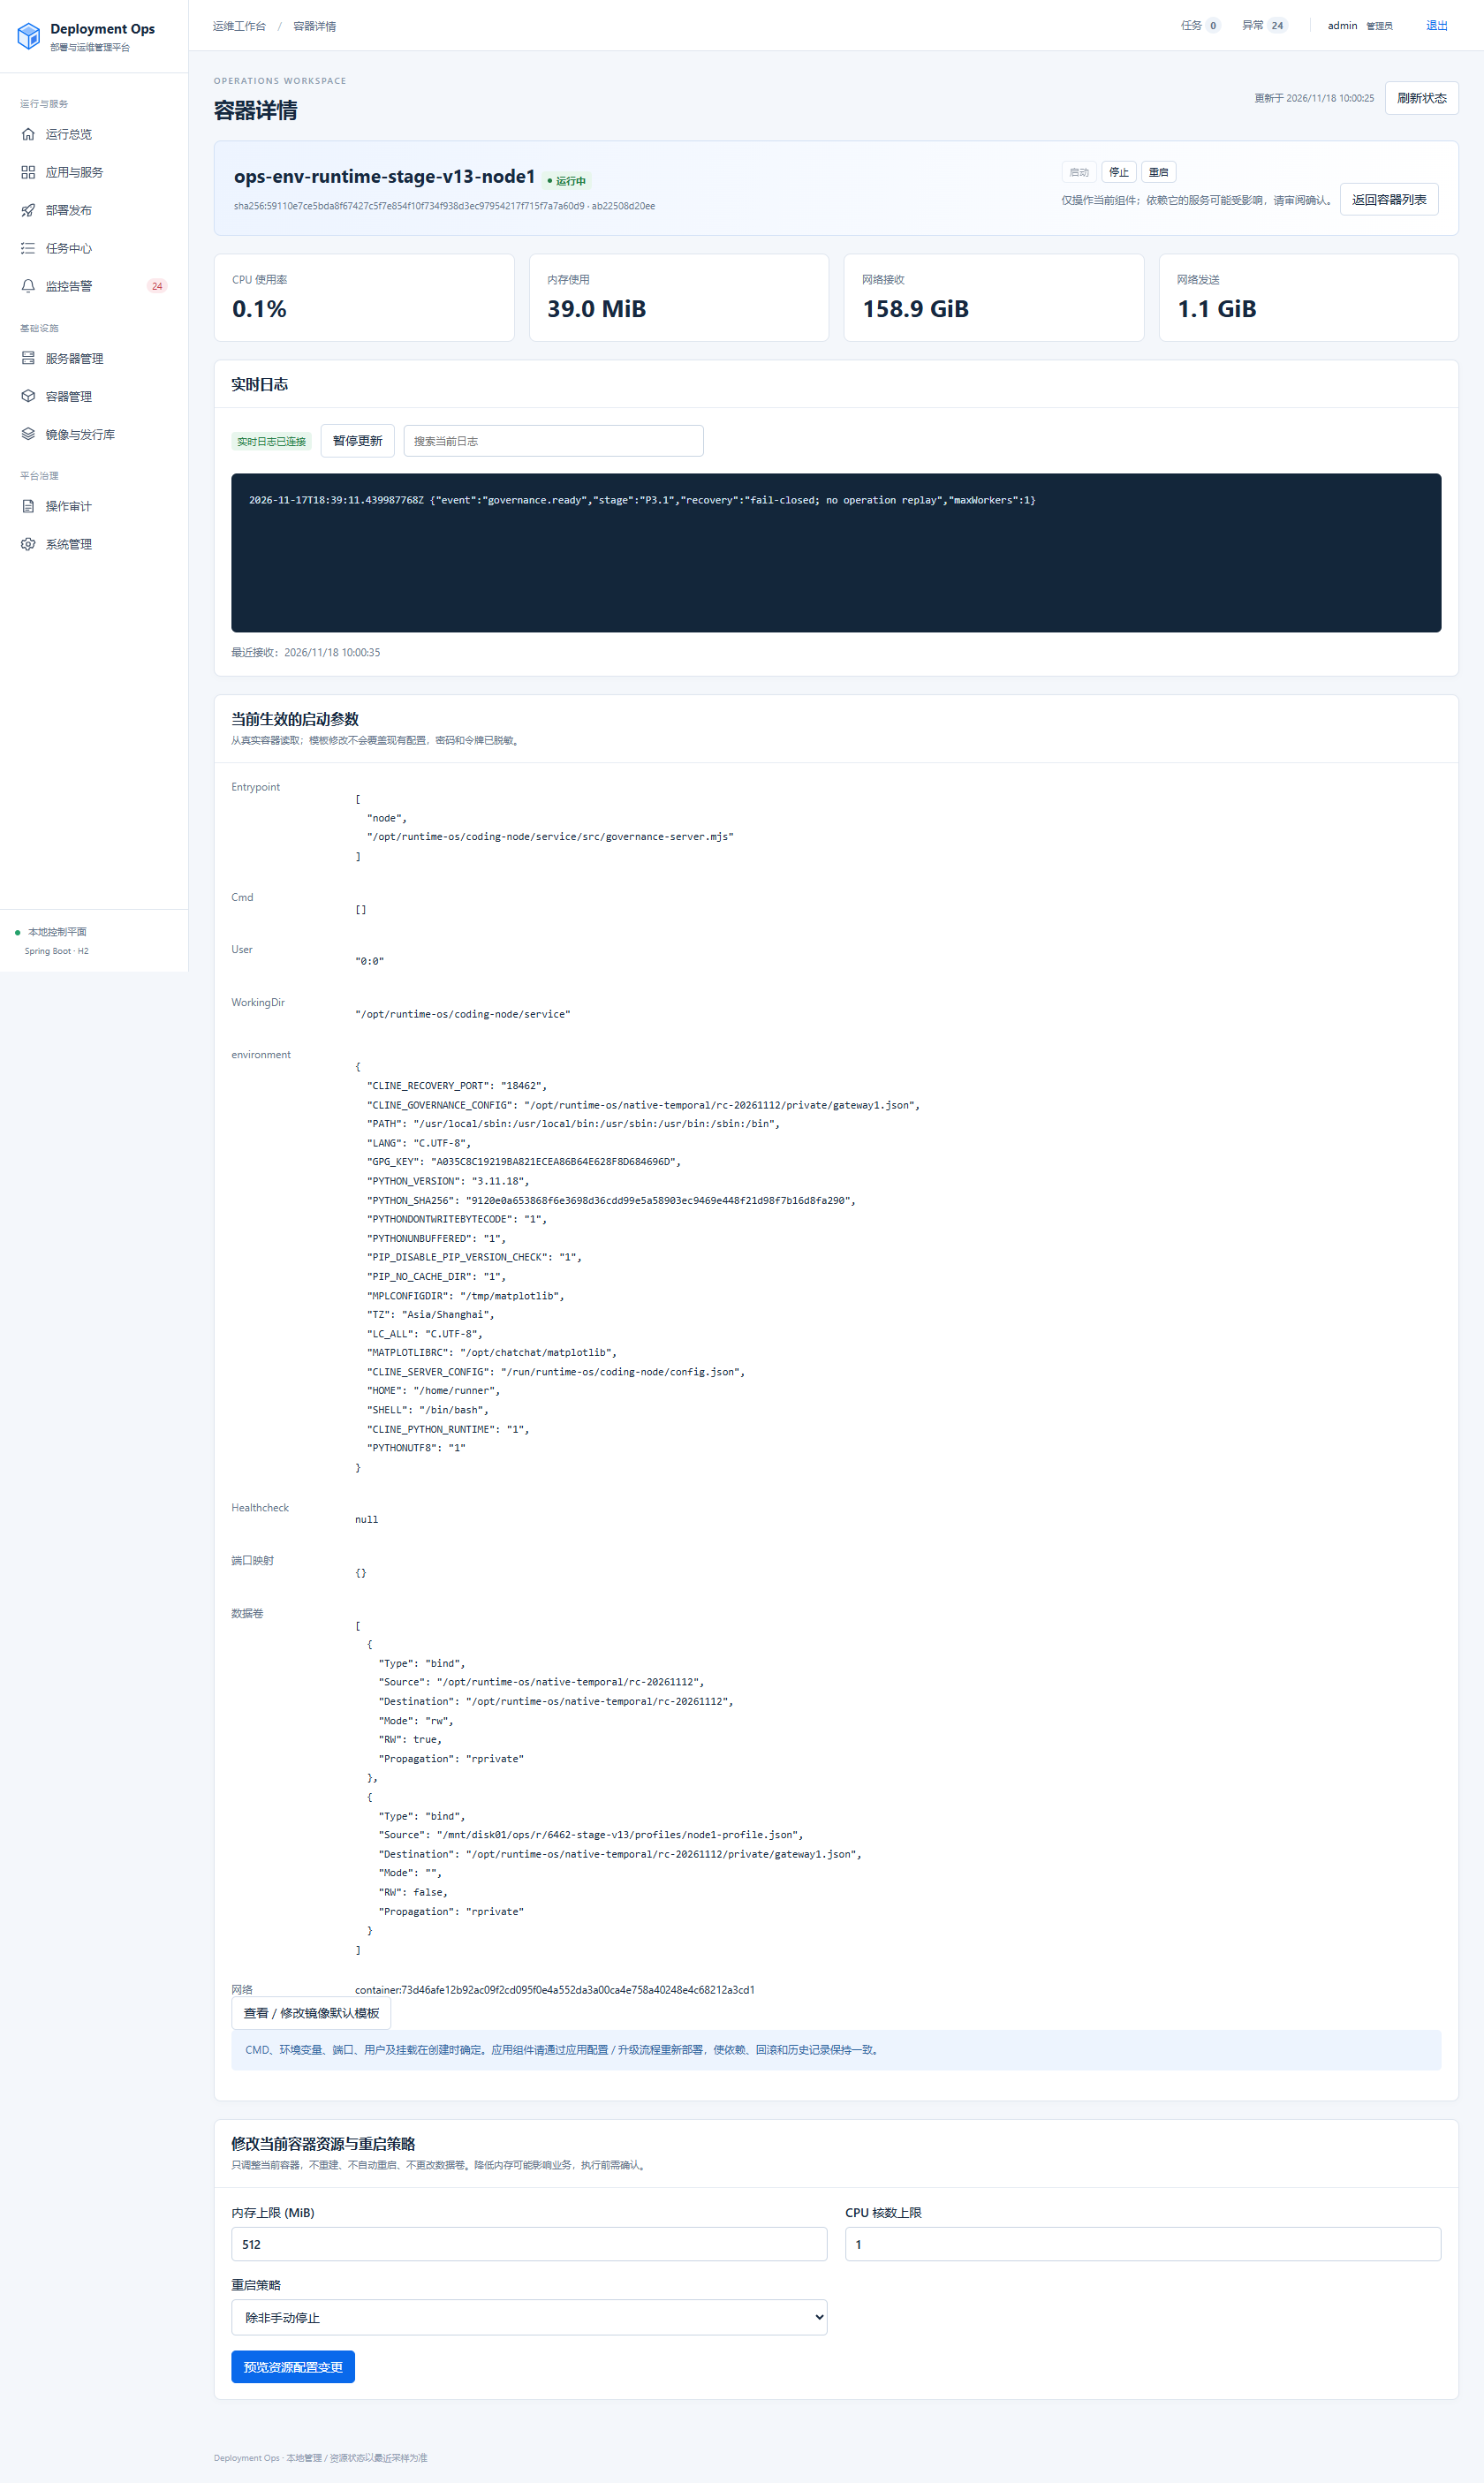 Deployment Ops
部署与运维管理平台
运行与服务
运行总览
应用与服务
部署发布
任务中心
监控告警 24
基础设施
服务器管理
容器管理
镜像与发行库
平台治理
操作审计
系统管理
本地控制平面
Spring Boot · H2
运维工作台 / 容器详情
任务 0 异常 24 admin 管理员 退出
OPERATIONS WORKSPACE
容器详情
更新于 2026/11/18 10:00:25 刷新状态
ops-env-runtime-stage-v13-node1 运行中
sha256:59110e7ce5bda8f67427c5f7e854f10f734f938d3ec97954217f715f7a7a60d9 · ab22508d20ee
启动 停止 重启
仅操作当前组件；依赖它的服务可能受影响，请审阅确认。 返回容器列表
CPU 使用率
0.1%
内存使用
39.0 MiB
网络接收
158.9 GiB
网络发送
1.1 GiB
实时日志
实时日志已连接 暂停更新 搜索当前日志
2026-11-17T18:39:11.439987768Z {"event":"governance.ready","stage":"P3.1","recovery":"fail-closed; no operation replay","maxWorkers":1}
最近接收：2026/11/18 10:00:35
当前生效的启动参数
从真实容器读取；模板修改不会覆盖现有配置，密码和令牌已脱敏。
Entrypoint
[
"node",
"/opt/runtime-os/coding-node/service/src/governance-server.mjs"
]
Cmd
[]
User
"0:0"
WorkingDir
"/opt/runtime-os/coding-node/service"
environment
{
"CLINE_RECOVERY_PORT": "18462",
"CLINE_GOVERNANCE_CONFIG": "/opt/runtime-os/native-temporal/rc-20261112/private/gateway1.json",
"PATH": "/usr/local/sbin:/usr/local/bin:/usr/sbin:/usr/bin:/sbin:/bin",
"LANG": "C.UTF-8",
"GPG_KEY": "A035C8C19219BA821ECEA86B64E628F8D684696D",
"PYTHON_VERSION": "3.11.18",
"PYTHON_SHA256": "9120e0a653868f6e3698d36cdd99e5a58903ec9469e448f21d98f7b16d8fa290",
"PYTHONDONTWRITEBYTECODE": "1",
"PYTHONUNBUFFERED": "1",
"PIP_DISABLE_PIP_VERSION_CHECK": "1",
"PIP_NO_CACHE_DIR": "1",
"MPLCONFIGDIR": "/tmp/matplotlib",
"TZ": "Asia/Shanghai",
"LC_ALL": "C.UTF-8",
"MATPLOTLIBRC": "/opt/chatchat/matplotlib",
"CLINE_SERVER_CONFIG": "/run/runtime-os/coding-node/config.json",
"HOME": "/home/runner",
"SHELL": "/bin/bash",
"CLINE_PYTHON_RUNTIME": "1",
"PYTHONUTF8": "1"
}
Healthcheck
null
端口映射
{}
数据卷
[
{
"Type": "bind",
"Source": "/opt/runtime-os/native-temporal/rc-20261112",
"Destination": "/opt/runtime-os/native-temporal/rc-20261112",
"Mode": "rw",
"RW": true,
"Propagation": "rprivate"
},
{
"Type": "bind",
"Source": "/mnt/disk01/ops/r/6462-stage-v13/profiles/node1-profile.json",
"Destination": "/opt/runtime-os/native-temporal/rc-20261112/private/gateway1.json",
"Mode": "",
"RW": false,
"Propagation": "rprivate"
}
]
网络 container:73d46afe12b92ac09f2cd095f0e4a552da3a00ca4e758a40248e4c68212a3cd1
查看 / 修改镜像默认模板
CMD、环境变量、端口、用户及挂载在创建时确定。应用组件请通过应用配置 / 升级流程重新部署，使依赖、回滚和历史记录保持一致。
修改当前容器资源与重启策略
只调整当前容器，不重建、不自动重启、不更改数据卷。降低内存可能影响业务，执行前需确认。
内存上限 (MiB)
512
CPU 核数上限
1
重启策略
除非手动停止
预览资源配置变更
Deployment Ops · 本地管理 / 资源状态以最近采样为准